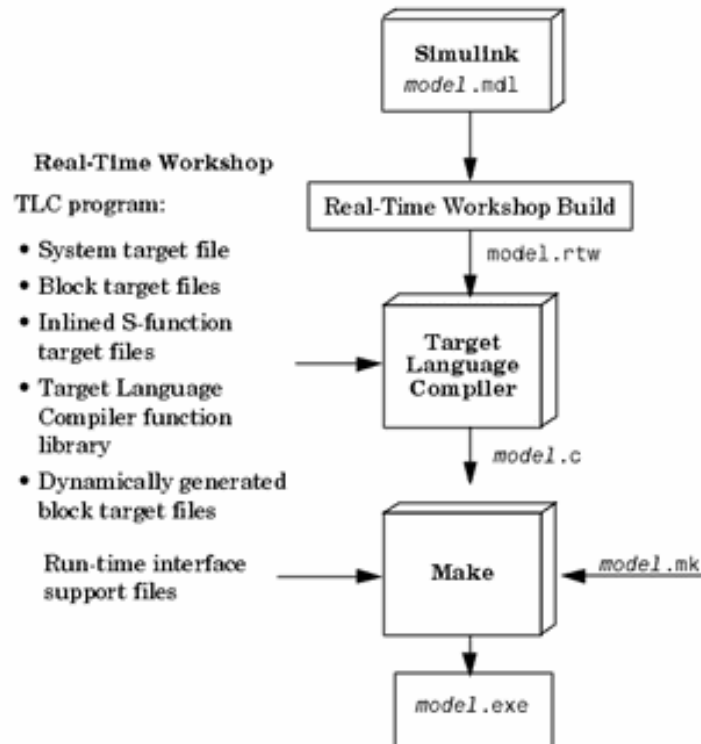 Simulink
model.mdl
Real-Time Workshop
TLC program:
• System target file
• Block target files
• Inlined S-function
target files
• Target Language
Compiler function
library
• Dynamically generated
block target files
Run-time interface
support files
Real-Time Workshop Build
model.rtw
Target
Language
Compiler
model.c
Make
model.mk
model.exe